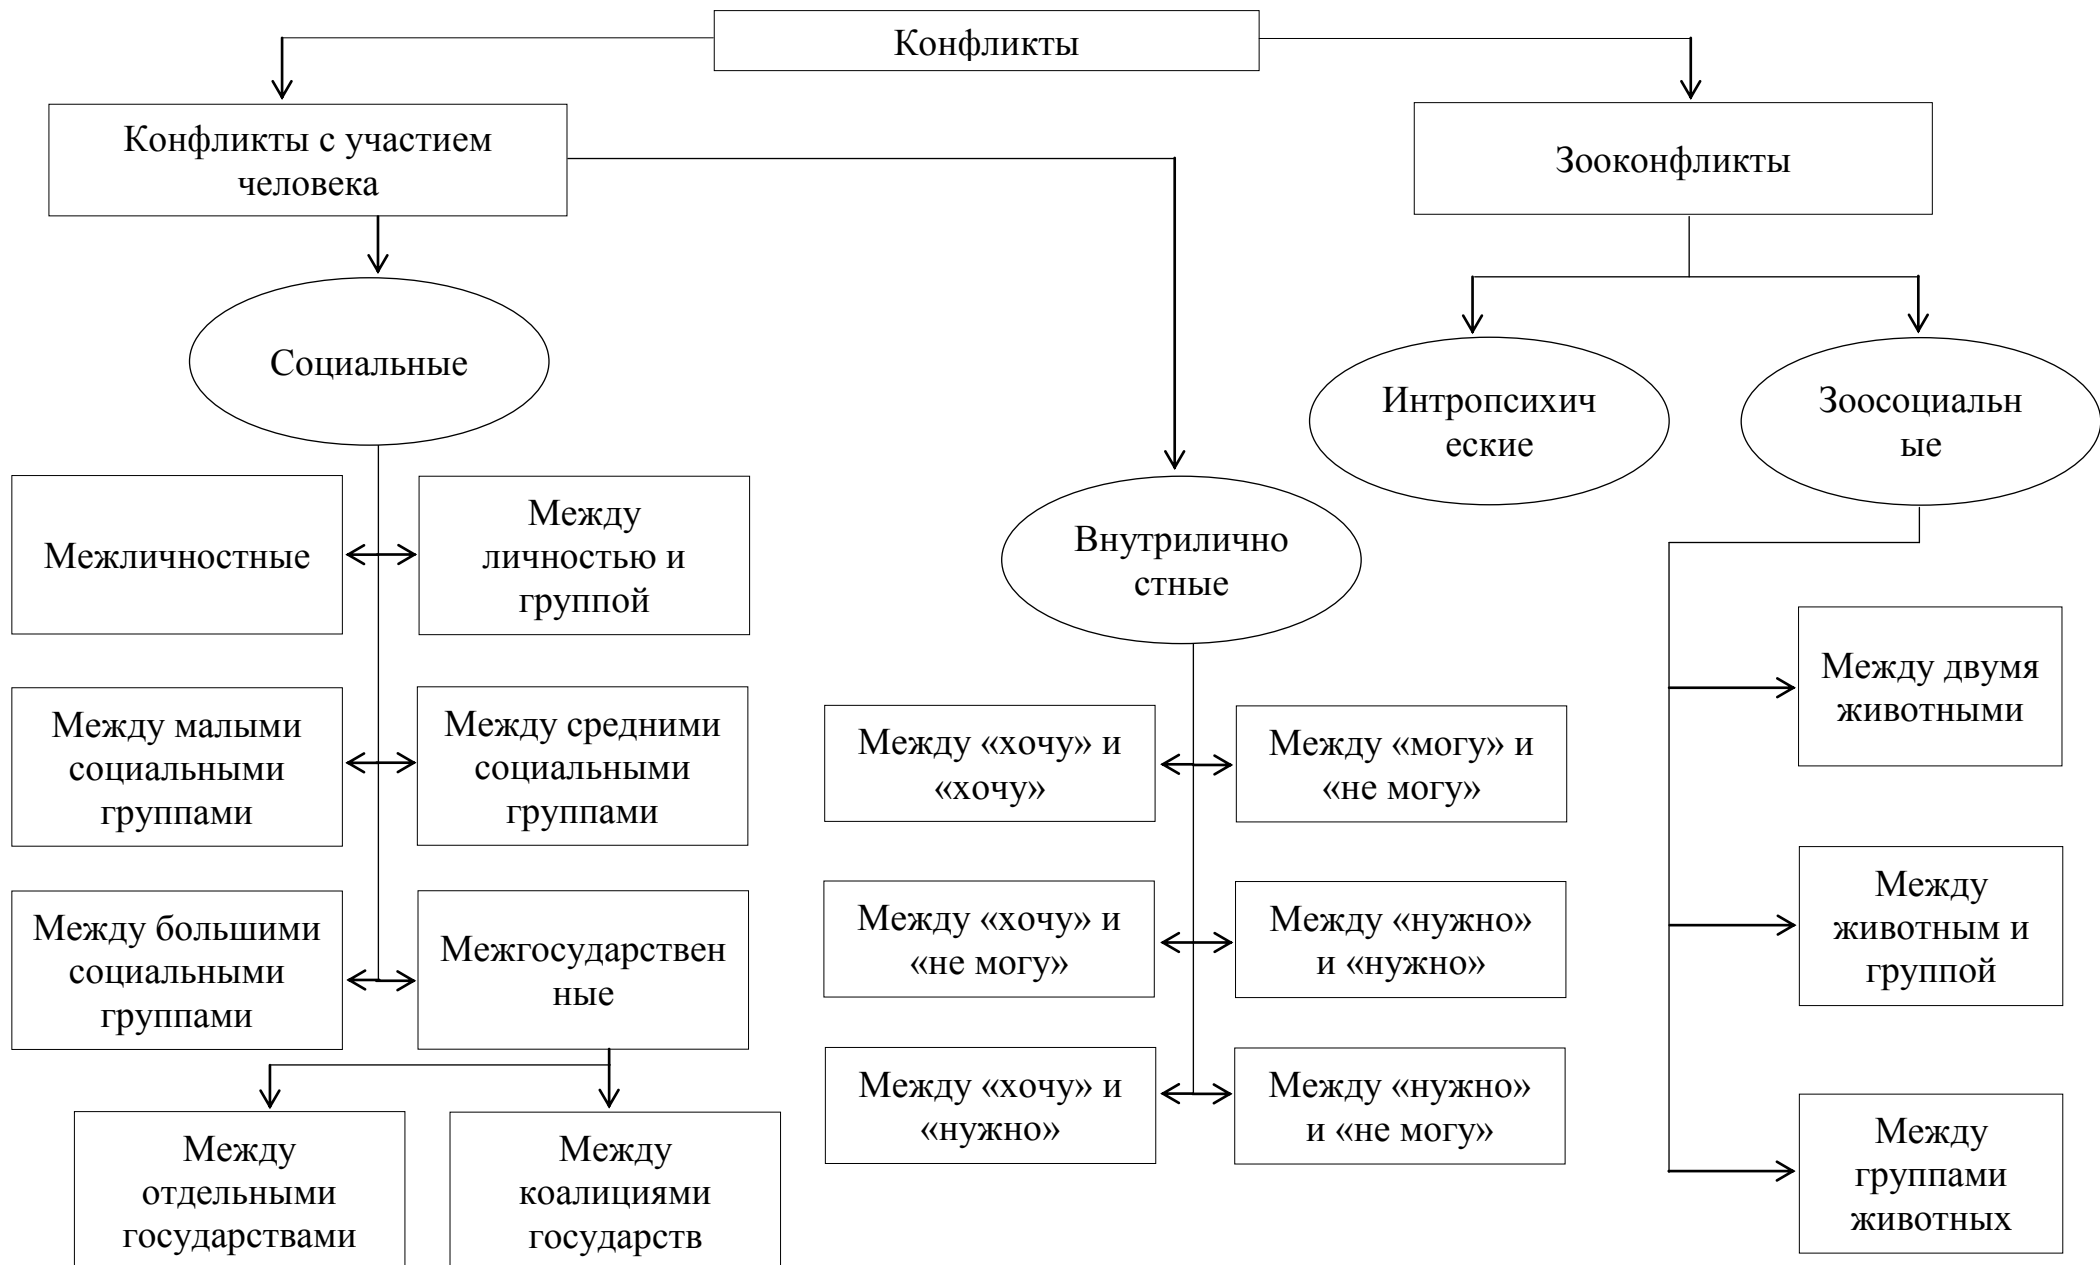 Конфликты
Конфликты с участием
человека
Зооконфликты
Социальные
Интропсихич
еские
Зоосоциальн
ые
Межличностные
Между
личностью и
группой
Внутрилично
стные
Между двумя
животными
Между малыми
социальными
группами
Между средними
социальными
группами
Между «хочу» и
«хочу»
Между «могу» и
«не могу»
Между
животным и
группой
Между большими
социальными
группами
Межгосударствен
ные
Между «хочу» и
«не могу»
Между «нужно»
и «нужно»
Между «хочу» и
«нужно»
Между «нужно»
и «не могу»
Между
группами
животных
Между
отдельными
государствами
Между
коалициями
государств